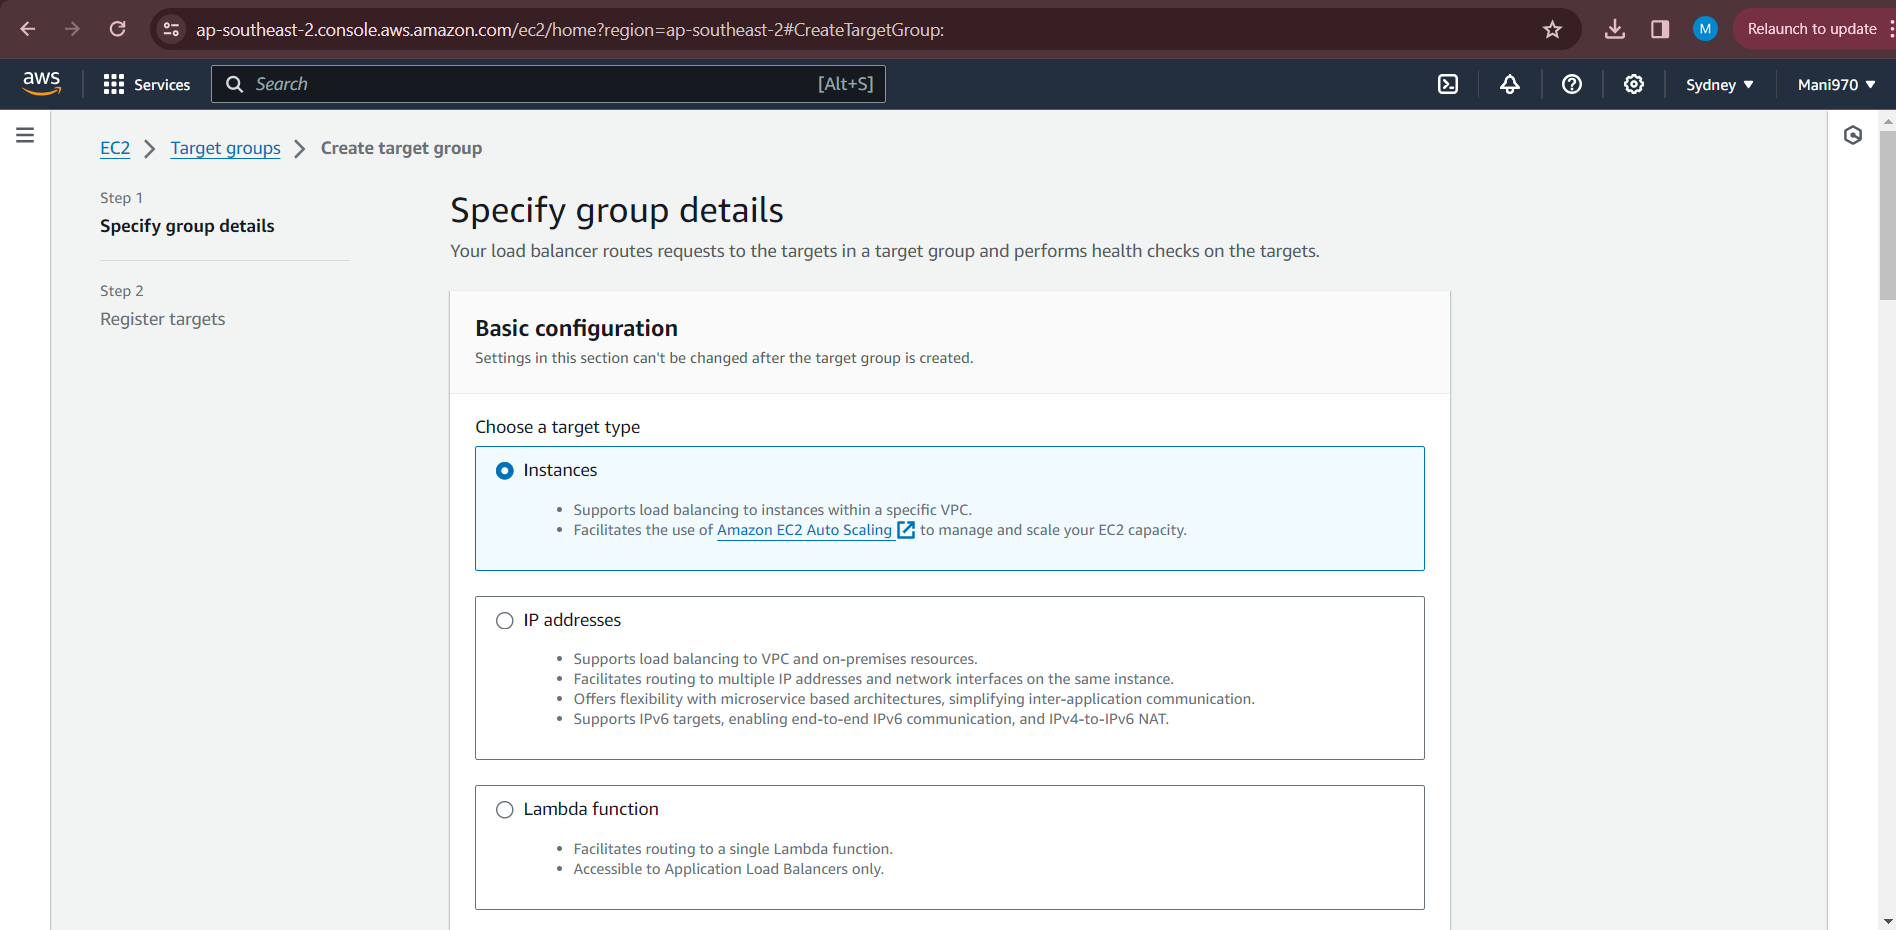 ap-southeast-2.console.aws.amazon.com/ec2/home?region=ap-southeast-2#CreateTargetGroup:
M
Relaunch to update
aws
Services
Search
[Alt+S]
Sydney
Mani970
EC2
Target groups
Create target group
Step 1
Specify group details
Step 2
Register targets
Specify group details
Your load balancer routes requests to the targets in a target group and performs health checks on the targets.
Basic configuration
Settings in this section can't be changed after the target group is created.
Choose a target type
Instances
• Supports load balancing to instances within a specific VPC.
• Facilitates the use of Amazon EC2 Auto Scaling to manage and scale your EC2 capacity.
IP addresses
• Supports load balancing to VPC and on-premises resources.
• Facilitates routing to multiple IP addresses and network interfaces on the same instance.
• Offers flexibility with microservice based architectures, simplifying inter-application communication.
• Supports IPv6 targets, enabling end-to-end IPv6 communication, and IPv4-to-IPv6 NAT.
Lambda function
• Facilitates routing to a single Lambda function.
• Accessible to Application Load Balancers only.